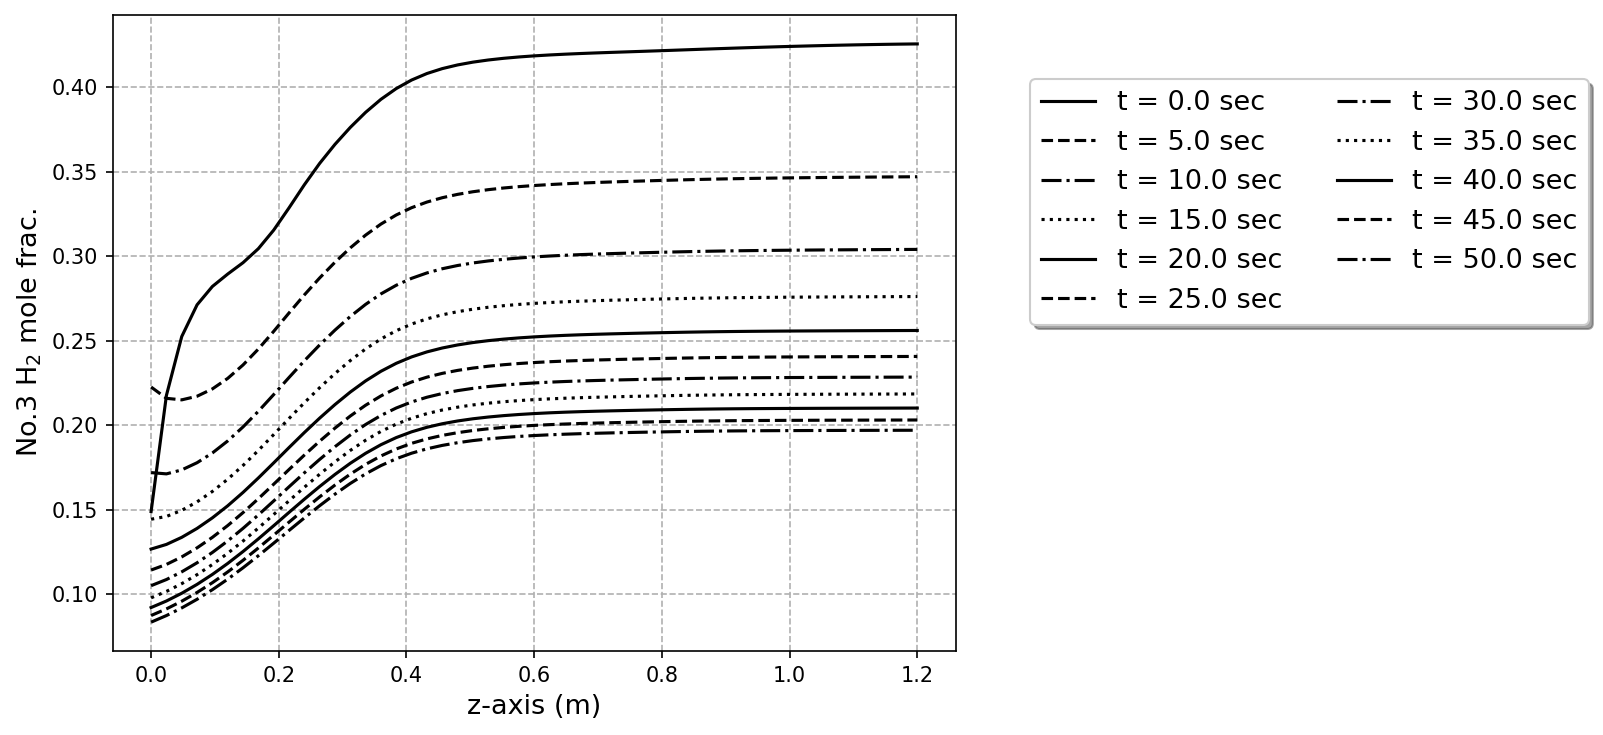 0.40
0.35
0.30
0.25
0.20
0.15
0.10
No.3 H₂ mole frac.
0.0 0.2 0.4 0.6 0.8 1.0 1.2
z-axis (m)
t = 0.0 sec
t = 5.0 sec
t = 10.0 sec
t = 15.0 sec
t = 20.0 sec
t = 25.0 sec
t = 30.0 sec
t = 35.0 sec
t = 40.0 sec
t = 45.0 sec
t = 50.0 sec